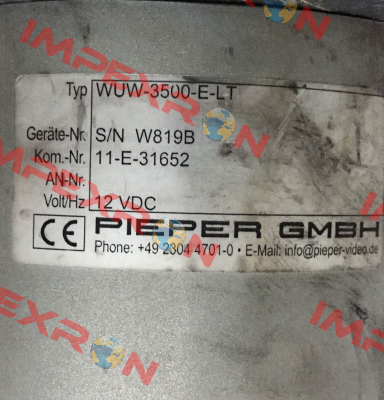 Typ WUW-3500-E-LT
Geräte-Nr. S/N W819B
Kom.-Nr. 11-E-31652
AN-Nr.
Volt/Hz 12 VDC
CE PIEPER GMBH
Phone: +49 2304 4701-0 • E-Mail: info@pieper-video.de
IMPEXRON
IMPEXRON
IMPEXRON